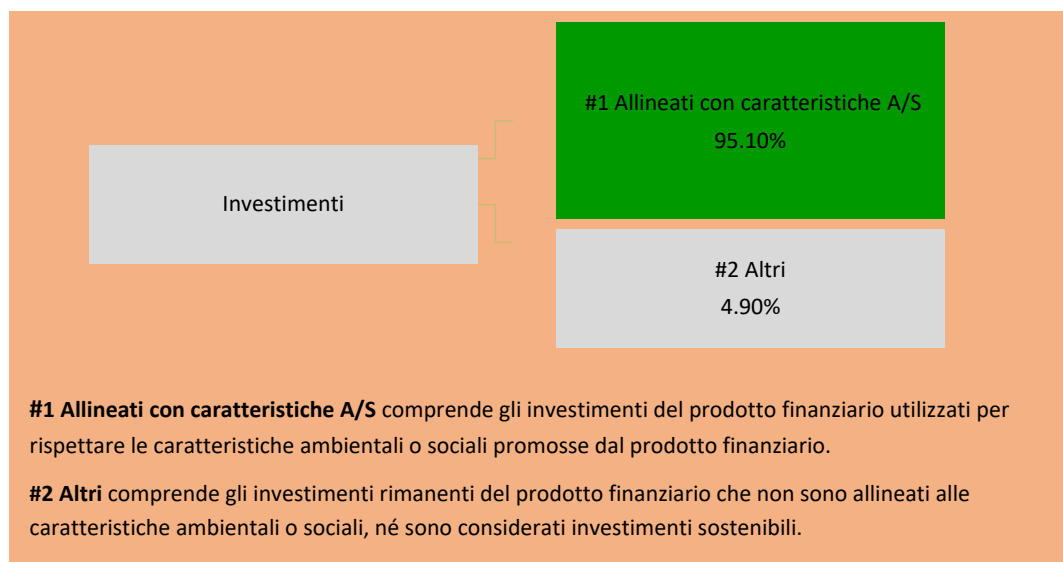 #1 Allineati con caratteristiche A/S
95.10%
Investimenti
#2 Altri
4.90%
#1 Allineati con caratteristiche A/S comprende gli investimenti del prodotto finanziario utilizzati per
rispettare le caratteristiche ambientali o sociali promosse dal prodotto finanziario.
#2 Altri comprende gli investimenti rimanenti del prodotto finanziario che non sono allineati alle
caratteristiche ambientali o sociali, né sono considerati investimenti sostenibili.